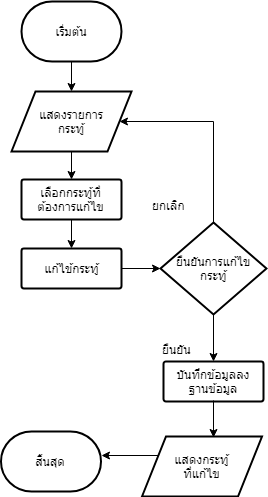 เริ่มต้น
แสดงรายการ
กระทู้
เลือกกระทู้ที่
ต้องการแก้ไข
ยกเลิก
แก้ไข้กระทู้
ยืนยันการแก้ไข
กระทู้
ยืนยัน
บันทึกข้อมูลลง
ฐานข้อมูล
แสดงกระทู้
ที่แก้ไข
สิ้นสุด